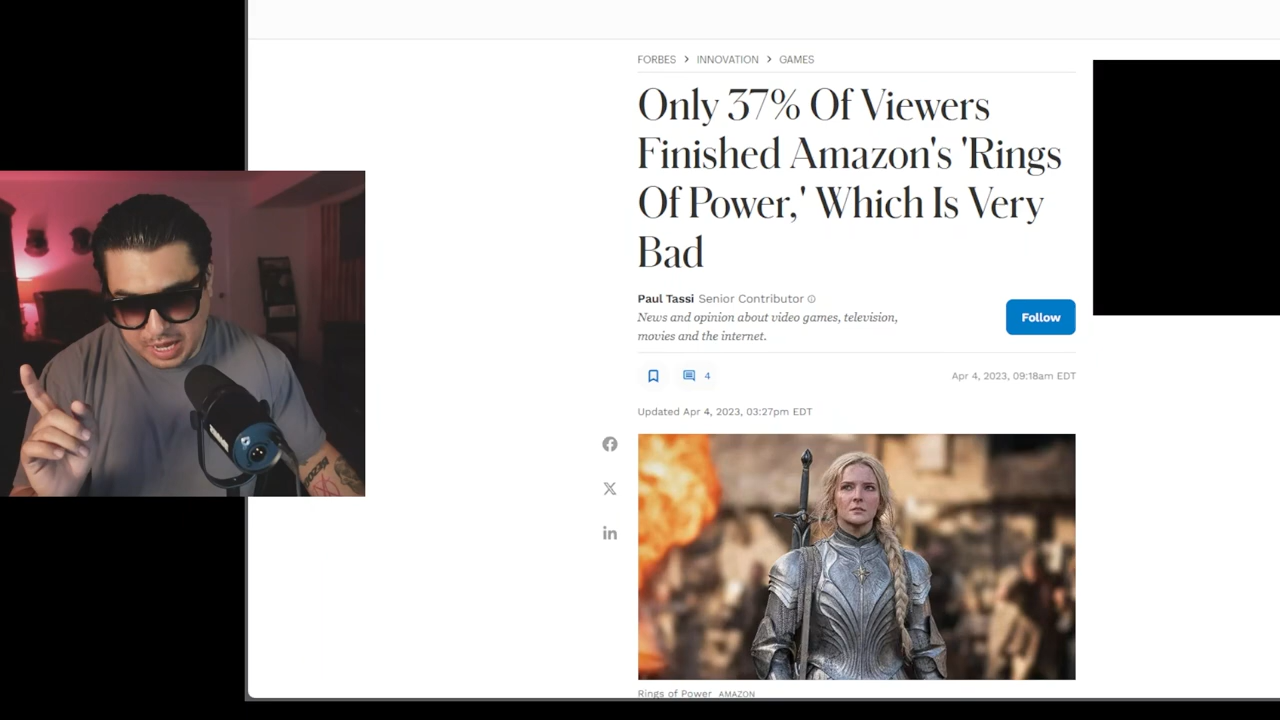 FORBES > INNOVATION > GAMES
Only 37% Of Viewers
Finished Amazon's 'Rings
Of Power,' Which Is Very
Bad
Paul Tassi Senior Contributor
News and opinion about video games, television,
movies and the internet.
Follow
4
Apr 4, 2023, 09:18am EDT
Updated Apr 4, 2023, 03:27pm EDT
Rings of Power AMAZON